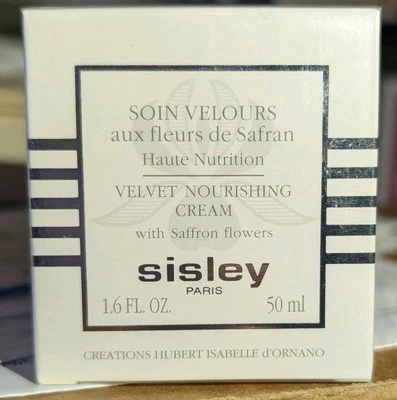 SOIN VELOURS
aux fleurs de Safran
Haute Nutrition
VELVET NOURISHING
CREAM
with Saffron flowers
sisley
PARIS
1.6 FL. OZ. 50 ml
CREATIONS HUBERT ISABELLE d'ORNANO